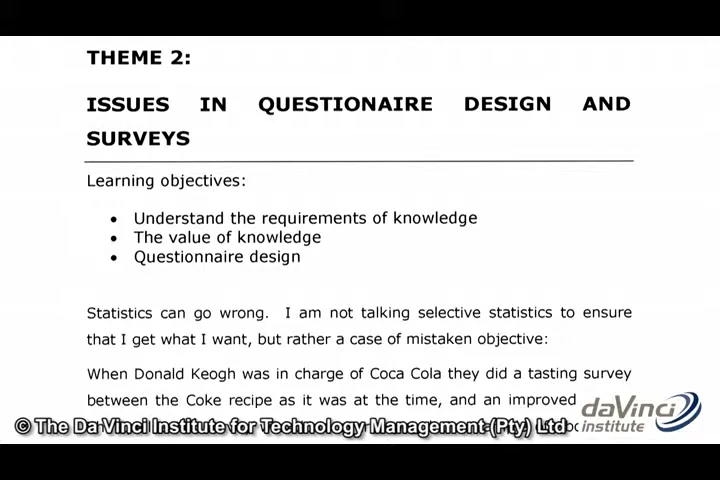 THEME 2:
ISSUES IN QUESTIONAIRE DESIGN AND
SURVEYS
Learning objectives:
• Understand the requirements of knowledge
• The value of knowledge
• Questionnaire design
Statistics can go wrong. I am not talking selective statistics to ensure
that I get what I want, but rather a case of mistaken objective:
When Donald Keogh was in charge of Coca Cola they did a tasting survey
between the Coke recipe as it was at the time, and an improved
daVinci
institute
© The Da Vinci Institute for Technology Management (Pty) Ltd